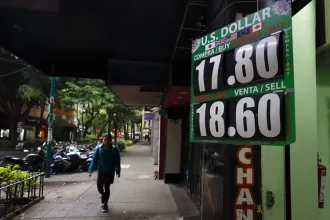 U.S. DOLLAR
COMPRA/BUY
17.80
VENTA / SELL
18.60
CHAN